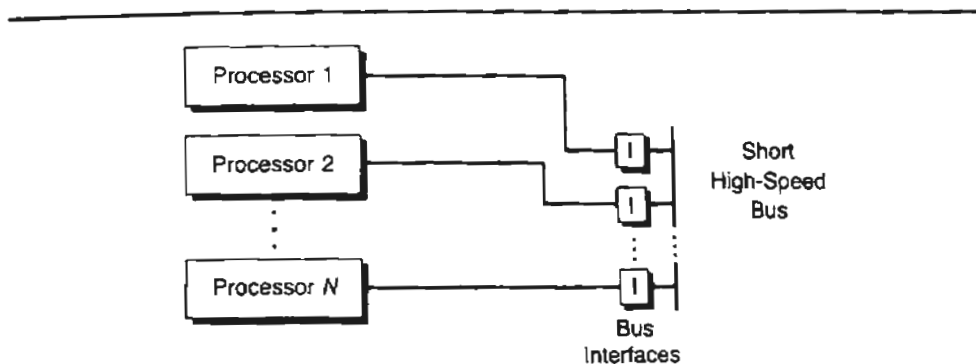 Processor 1
Processor 2
Processor N
I
I
I
Short
High-Speed
Bus
Bus
Interfaces